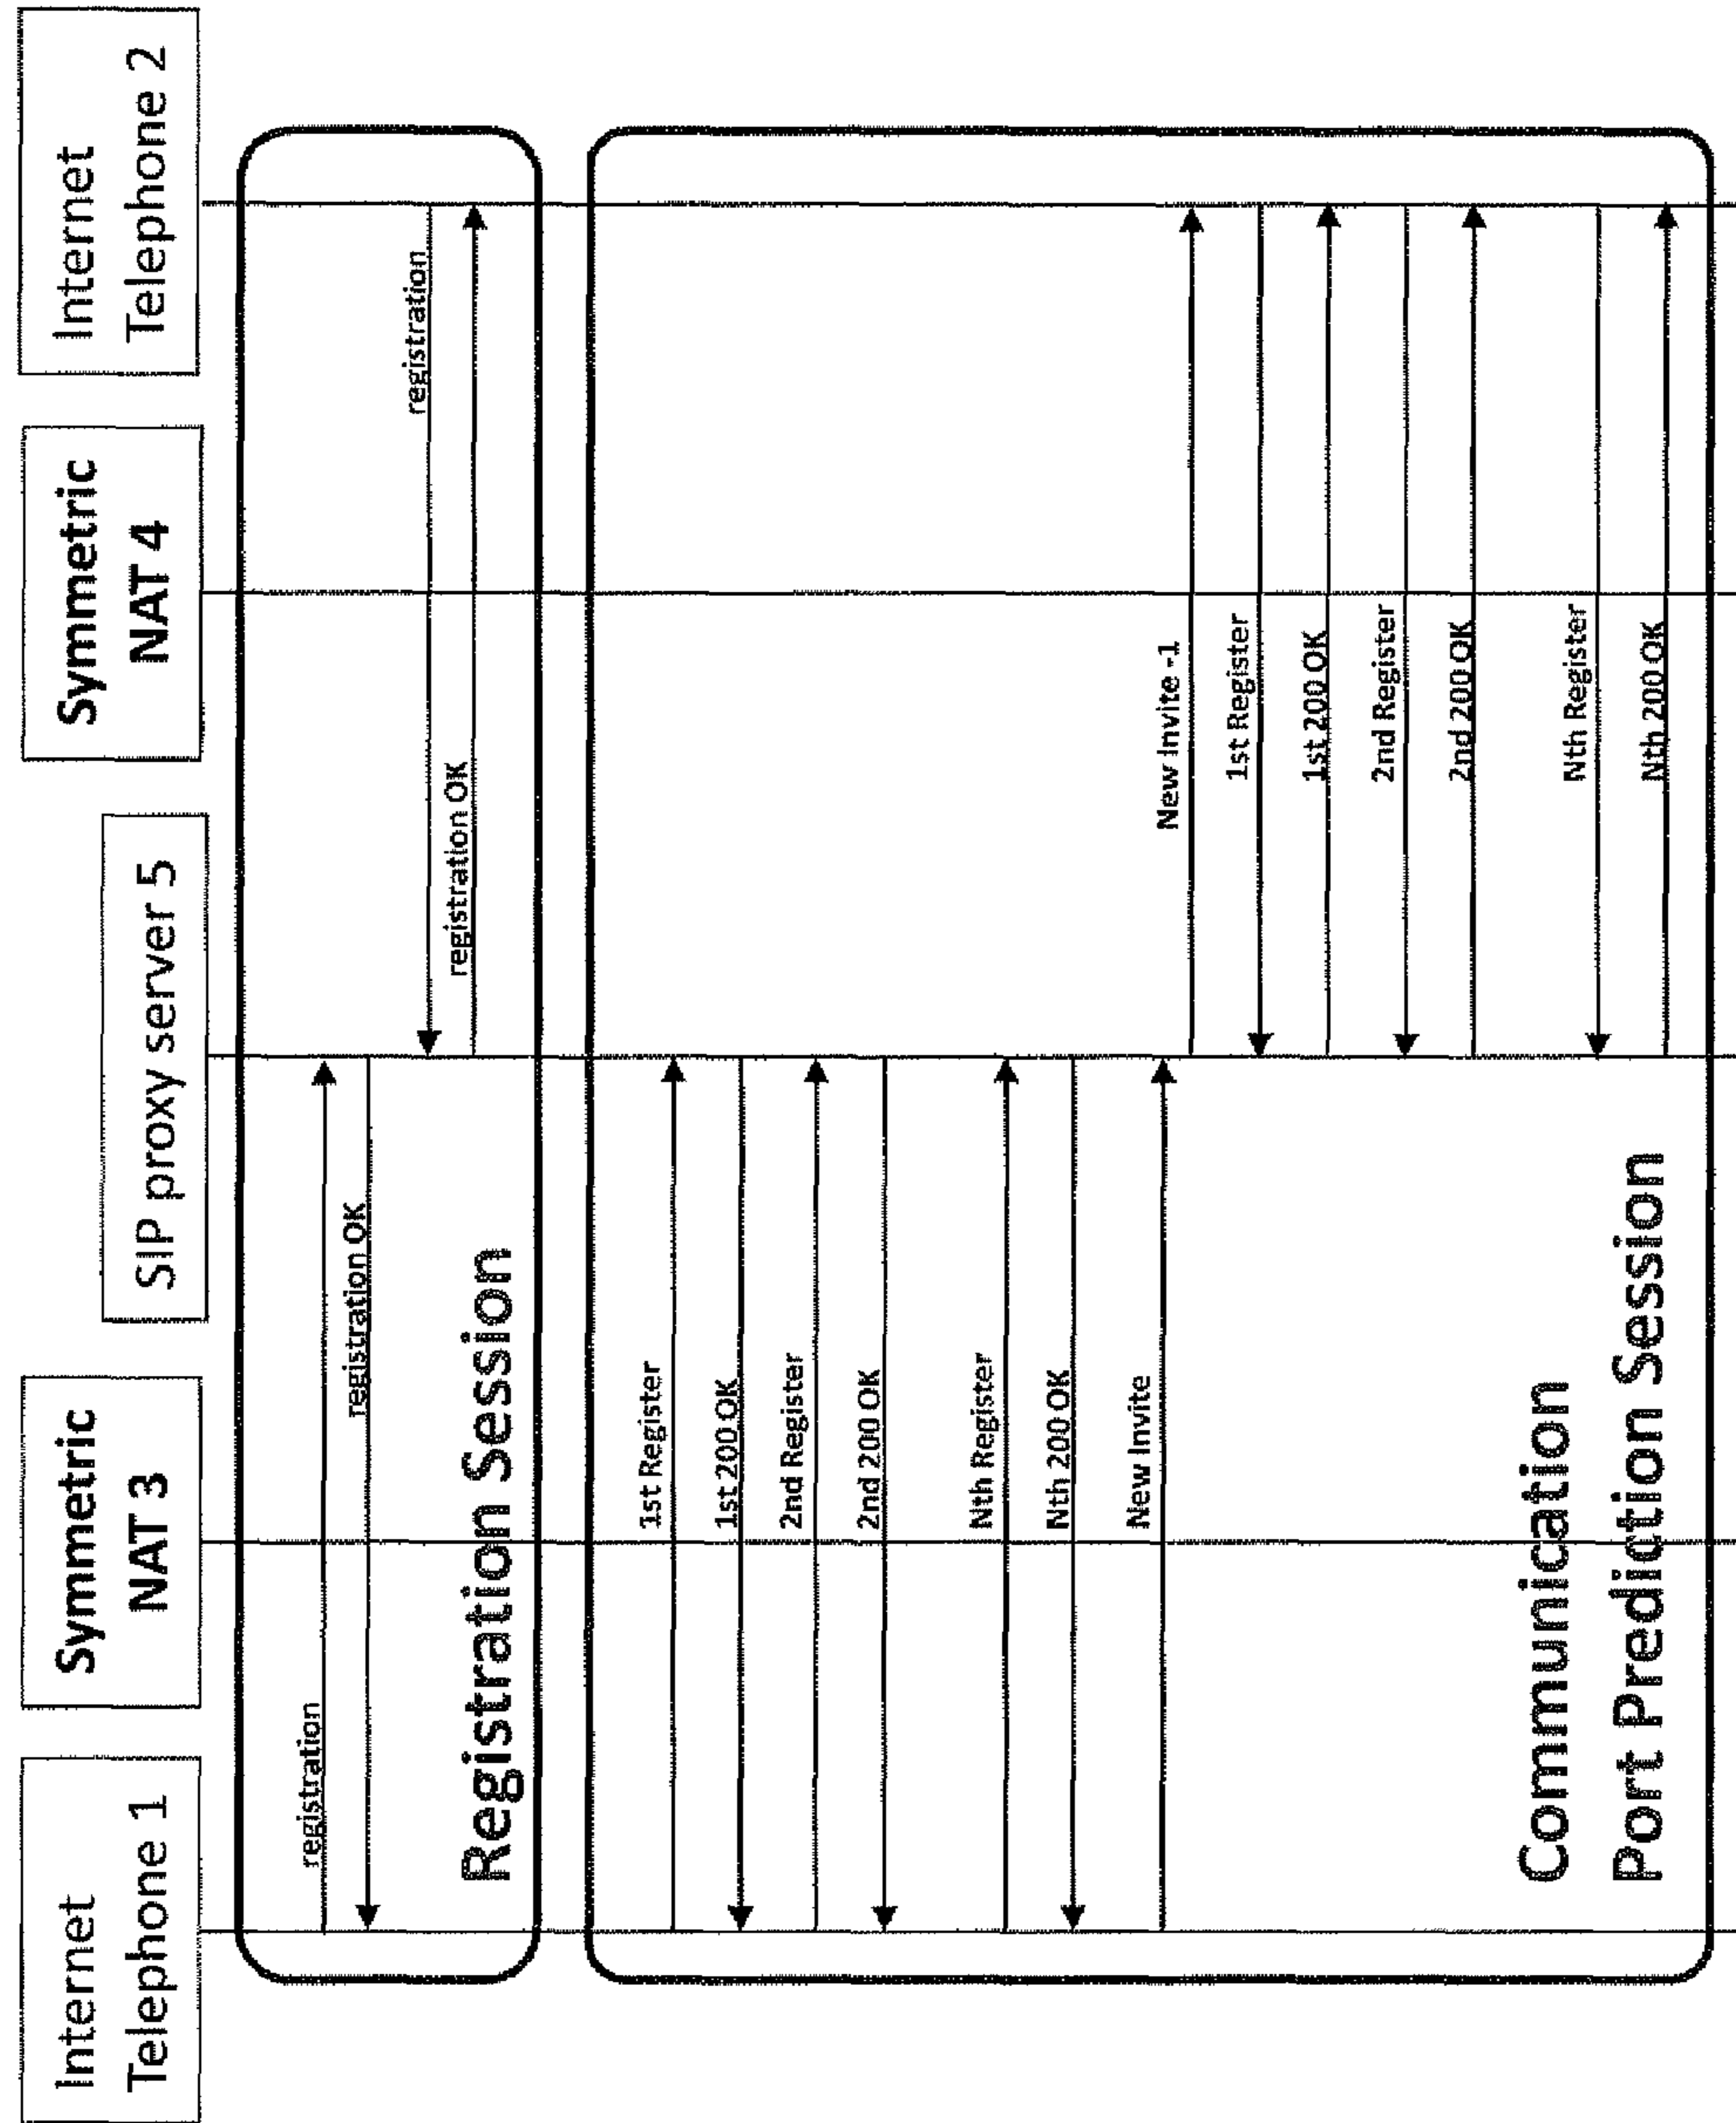 Internet
Telephone 1
Symmetric
NAT 3
SIP proxy server 5
Symmetric
NAT 4
Internet
Telephone 2
registration
registration OK
registration
registration OK
Registration Session
1st Register
1st 200 OK
2nd Register
2nd 200 OK
Nth Register
Nth 200 OK
New Invite
New Invite -1
1st Register
1st 200 OK
2nd Register
2nd 200 OK
Nth Register
Nth 200 OK
Communication
Port Prediction Session